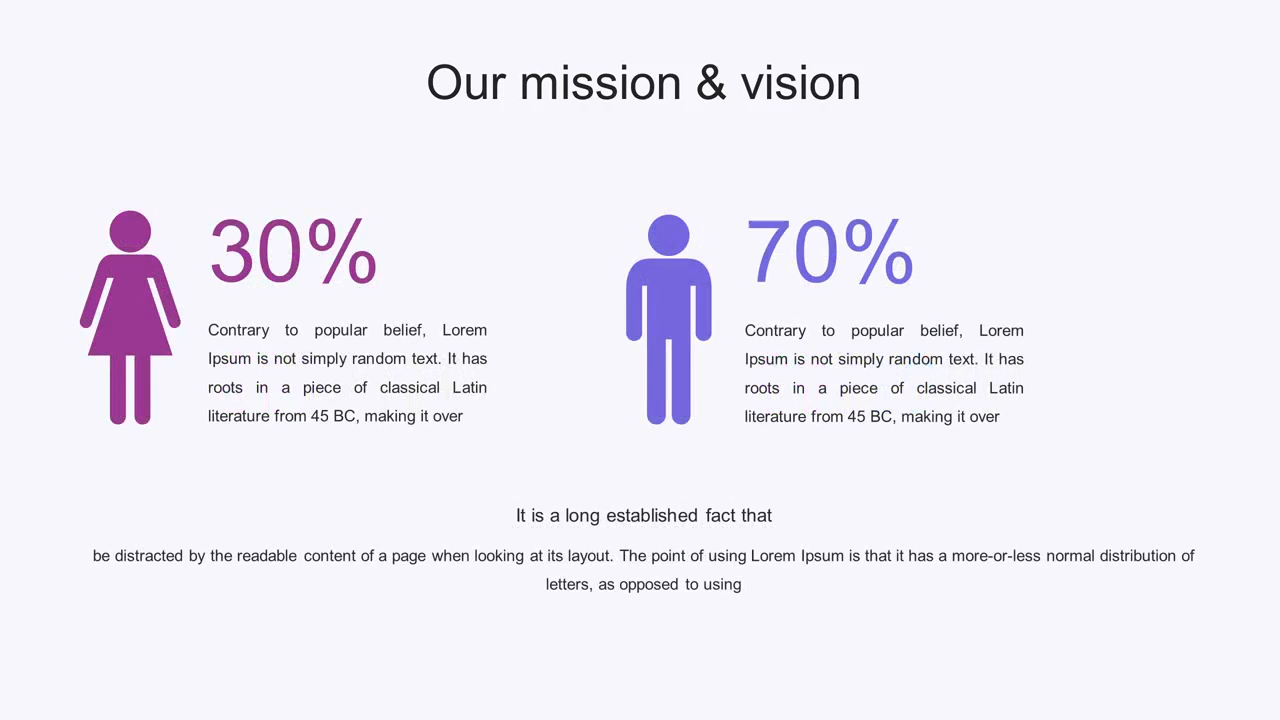 Our mission & vision
30%
Contrary to popular belief, Lorem
Ipsum is not simply random text. It has
roots in a piece of classical Latin
literature from 45 BC, making it over
70%
Contrary to popular belief, Lorem
Ipsum is not simply random text. It has
roots in a piece of classical Latin
literature from 45 BC, making it over
It is a long established fact that
be distracted by the readable content of a page when looking at its layout. The point of using Lorem Ipsum is that it has a more-or-less normal distribution of
letters, as opposed to using